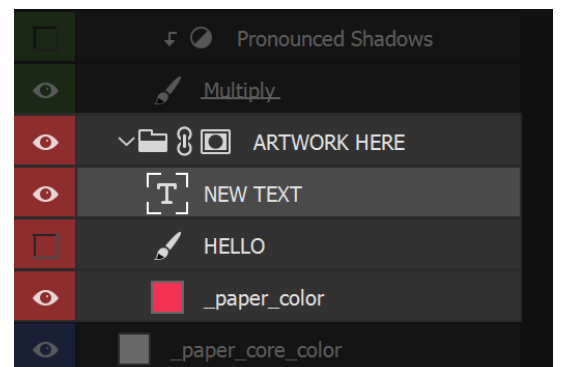 Pronounced Shadows
Multiply
ARTWORK HERE
T NEW TEXT
HELLO
_paper_color
_paper_core_color